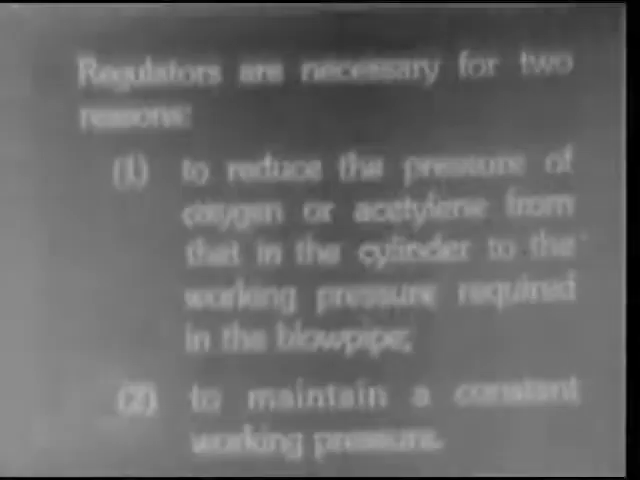 Regulators are necessary for two
reasons:
(1) to reduce the pressure of
oxygen or acetylene from
that in the cylinder to the
working pressure required
in the blowpipe;
(2) to maintain a constant
working pressure.